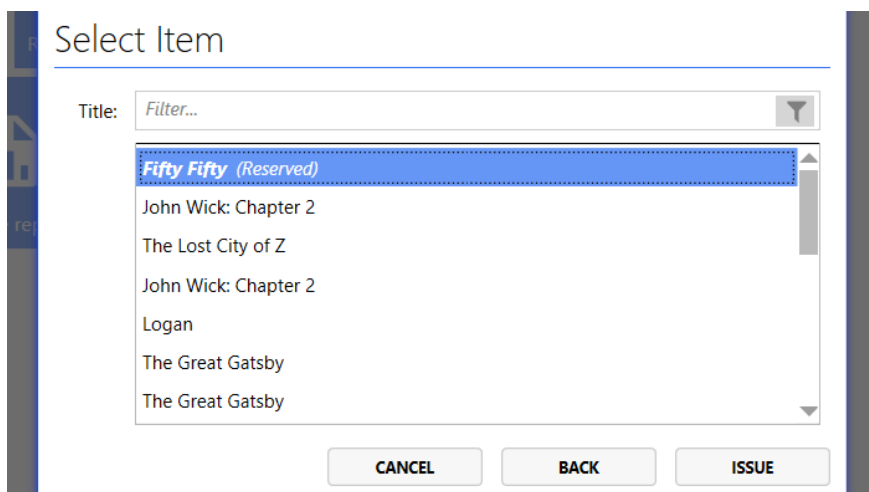 Select Item
Title:
Filter...
Fifty Fifty (Reserved)
John Wick: Chapter 2
The Lost City of Z
John Wick: Chapter 2
Logan
The Great Gatsby
The Great Gatsby
CANCEL BACK ISSUE